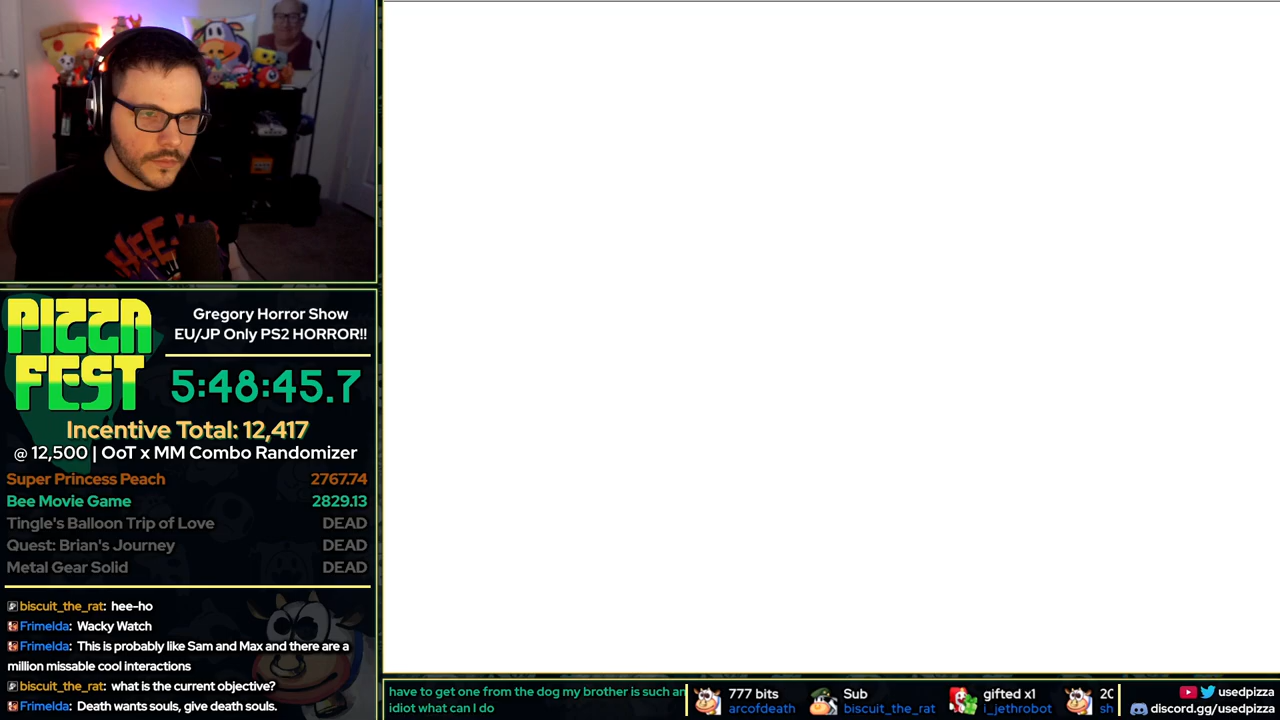 PIZZA
FEST
Gregory Horror Show
EU/JP Only PS2 HORROR!!
5:48:45.7
Incentive Total: 12,417
@ 12,500 | OoT x MM Combo Randomizer
Super Princess Peach 2767.74
Bee Movie Game 2829.13
Tingle's Balloon Trip of Love DEAD
Quest: Brian's Journey DEAD
Metal Gear Solid DEAD
biscuit_the_rat: hee-ho
Frimelda: Wacky Watch
Frimelda: This is probably like Sam and Max and there are a
million missable cool interactions
biscuit_the_rat: what is the current objective?
Frimelda: Death wants souls, give death souls.
have to get one from the dog my brother is such an
idiot what can I do
777 bits
arcofdeath
Sub
biscuit_the_rat
gifted x1
i_jethrobot
20
sh
usedpizza
discord.gg/usedpizza